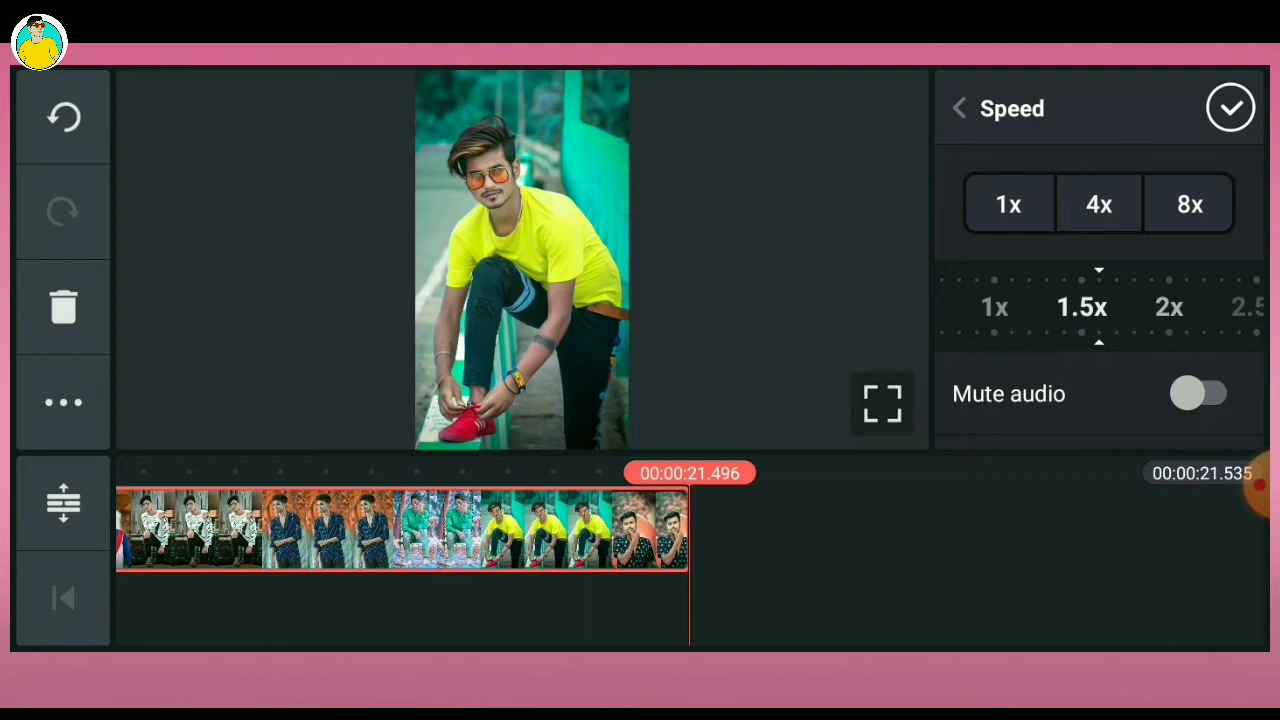 Speed
1x 4x 8x
1x 1.5x 2x 2.5
Mute audio
00:00:21.496
00:00:21.535